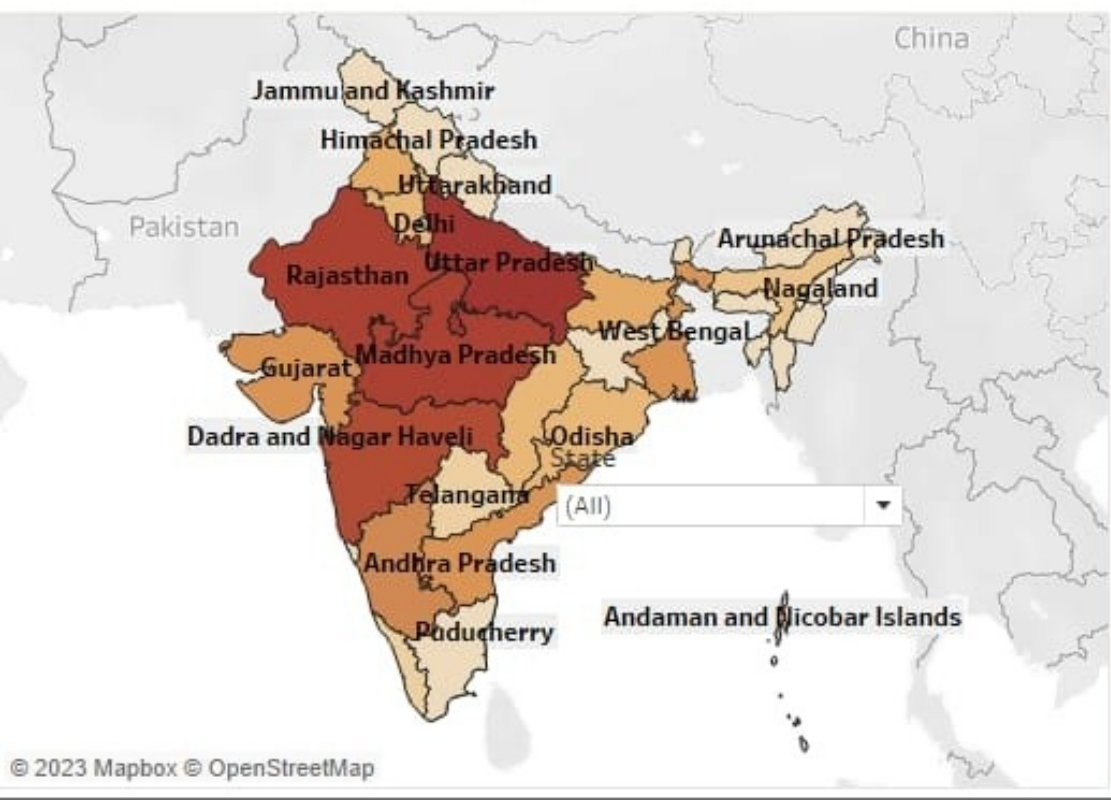 China
Jammu and Kashmir
Himachal Pradesh
Uttarakhand
Pakistan
Delhi
Arunachal Pradesh
Uttar Pradesh
Rajasthan
Nagaland
West Bengal
Madhya Pradesh
Gujarat
Dadra and Nagar Haveli
Odisha
State
Telangana
(All)
Andhra Pradesh
Andaman and Nicobar Islands
Puducherry
© 2023 Mapbox © OpenStreetMap